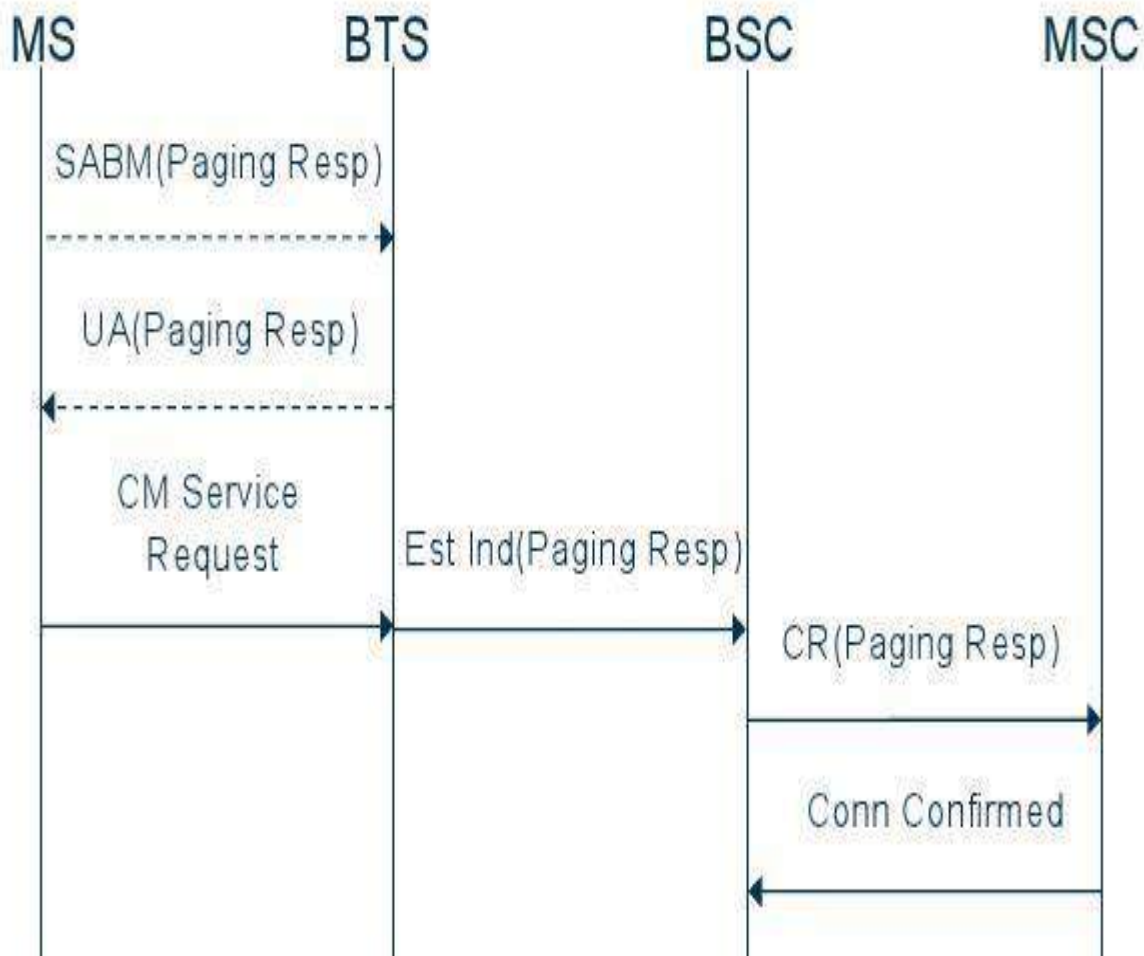 MS BTS BSC MSC
SABM(Paging Resp)
UA(Paging Resp)
CM Service
Request
Est Ind(Paging Resp)
CR(Paging Resp)
Conn Confirmed